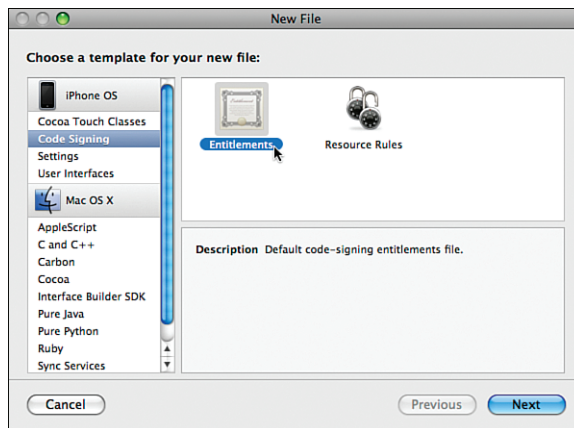 New File
Choose a template for your new file:
iPhone OS
Cocoa Touch Classes
Code Signing
Settings
User Interfaces
Mac OS X
AppleScript
C and C++
Carbon
Cocoa
Interface Builder SDK
Pure Java
Pure Python
Ruby
Sync Services
Entitlements
Resource Rules
Description Default code-signing entitlements file.
Cancel
Previous
Next